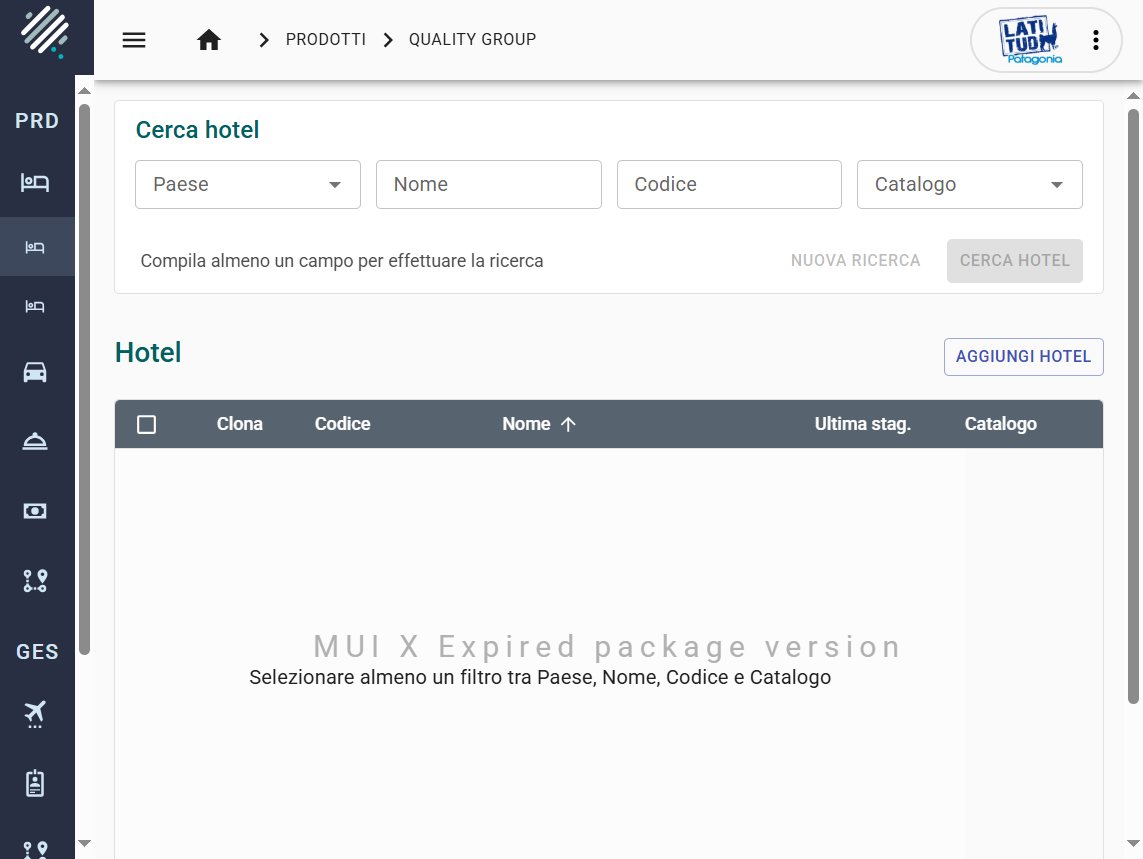 PRODOTTI
QUALITY GROUP
LATI
TUD
Patagonia
PRD
GES
Cerca hotel
Paese
Nome
Codice
Catalogo
Compila almeno un campo per effettuare la ricerca
NUOVA RICERCA
CERCA HOTEL
Hotel
AGGIUNGI HOTEL
Clona
Codice
Nome
Ultima stag.
Catalogo
MUI X Expired package version
Selezionare almeno un filtro tra Paese, Nome, Codice e Catalogo